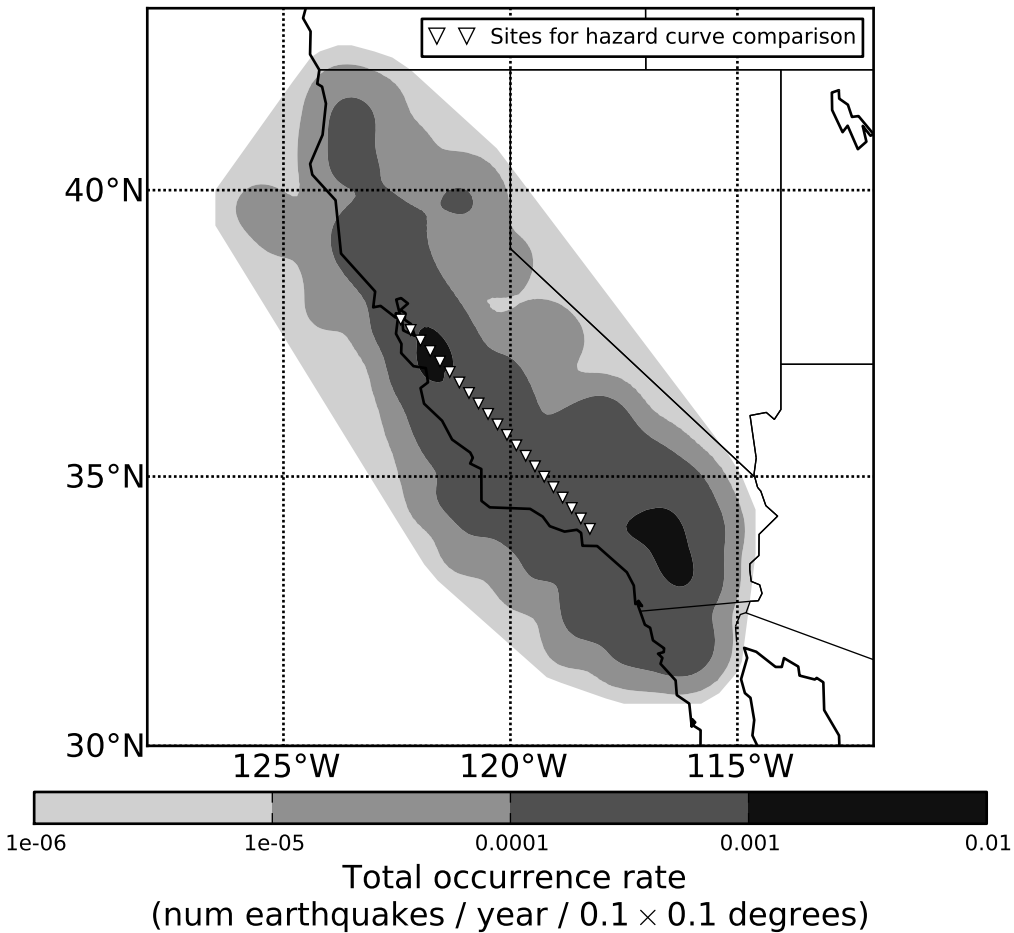 Sites for hazard curve comparison
40°N
35°N
30°N
125°W 120°W 115°W
1e-06 1e-05 0.0001 0.001 0.01
Total occurrence rate
(num earthquakes / year / 0.1 × 0.1 degrees)